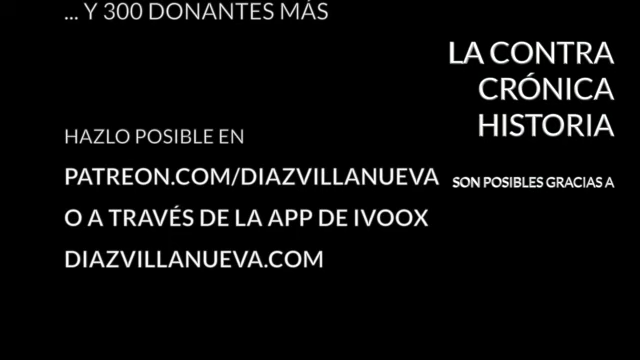 ... Y 300 DONANTES MÁS
LA CONTRA
CRÓNICA
HISTORIA
SON POSIBLES GRACIAS A
HAZLO POSIBLE EN
PATREON.COM/DIAZVILLANUEVA
O A TRAVÉS DE LA APP DE IVOOX
DIAZVILLANUEVA.COM